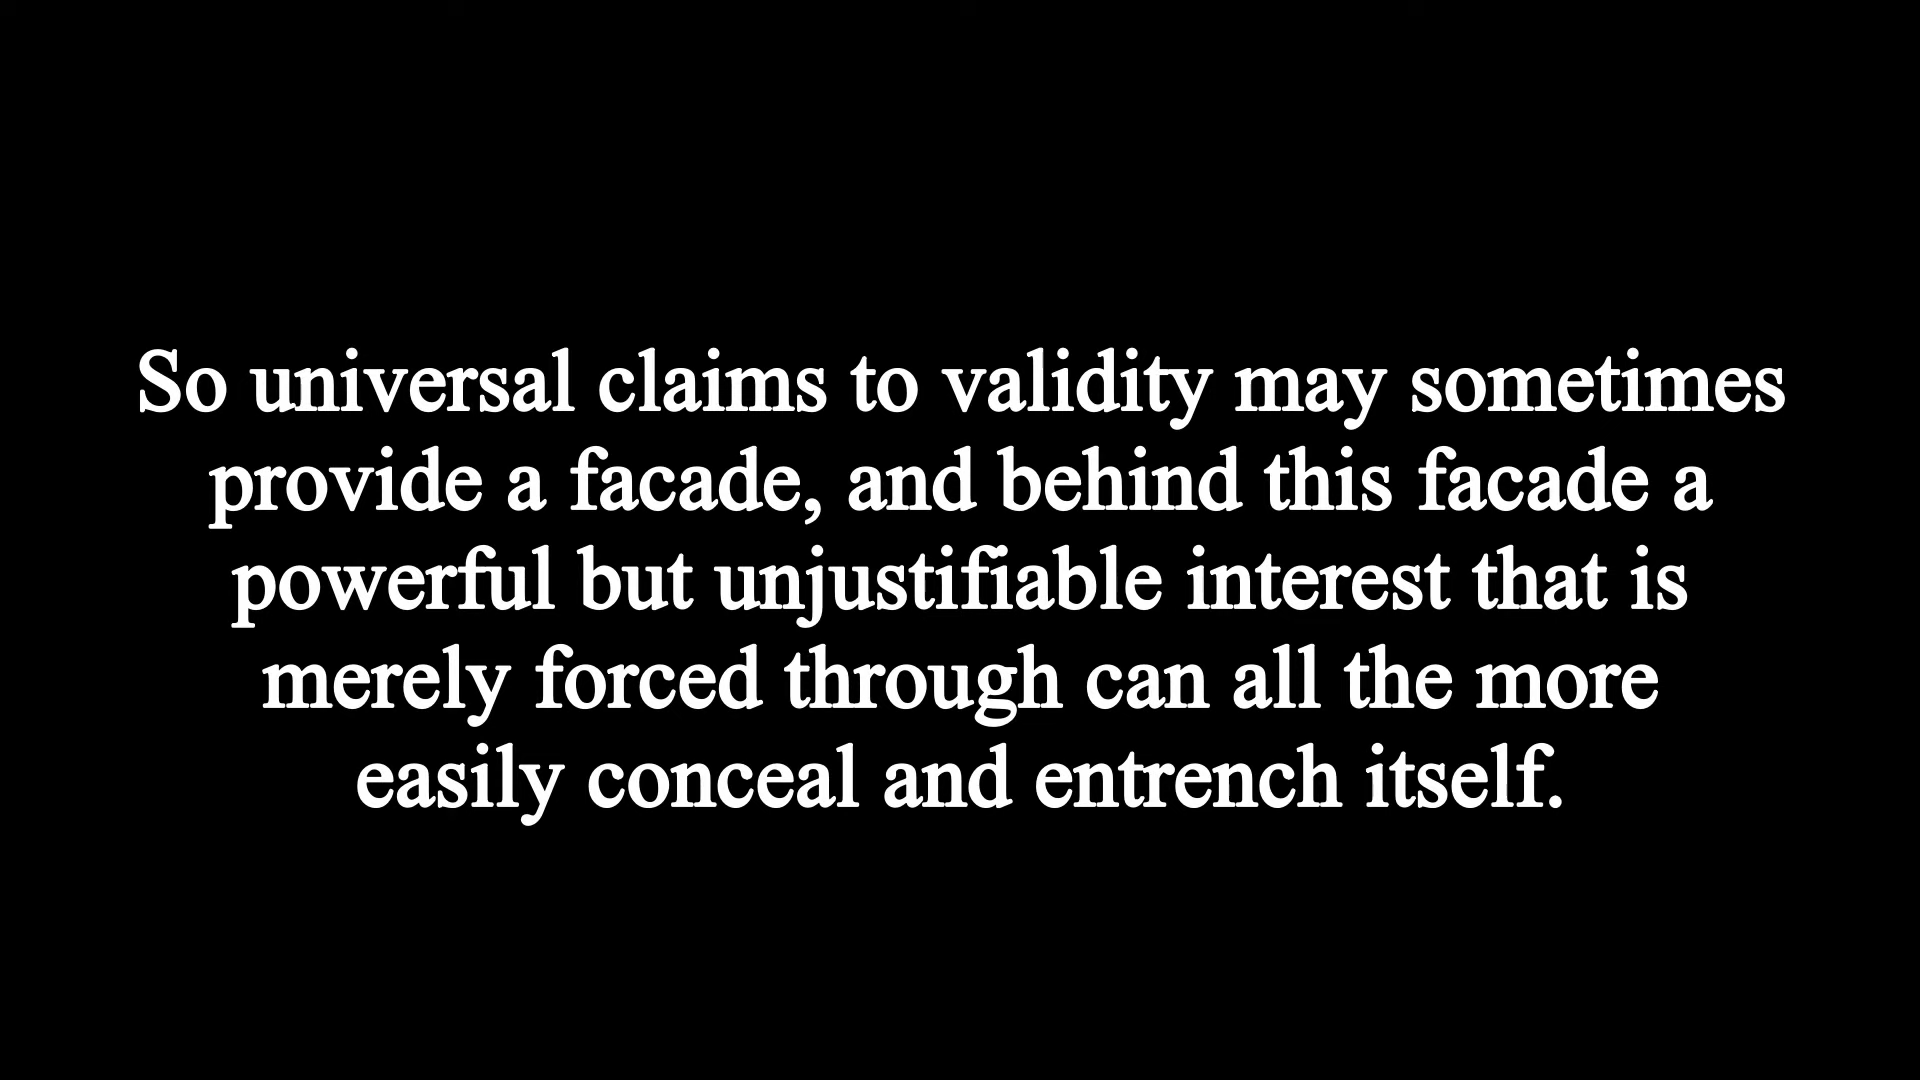 So universal claims to validity may sometimes
provide a facade, and behind this facade a
powerful but unjustifiable interest that is
merely forced through can all the more
easily conceal and entrench itself.